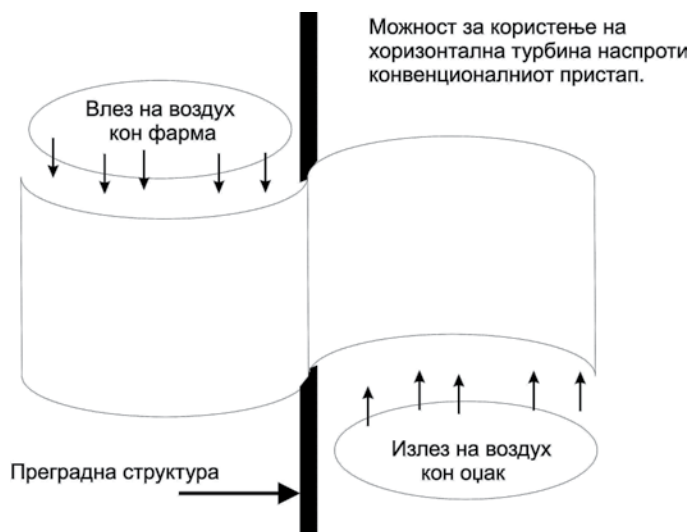 Можност за користење на
хоризонтална турбина наспроти
конвенционалниот пристап.
Влез на воздух
кон фарма
Излез на воздух
кон оџак
Преградна структура